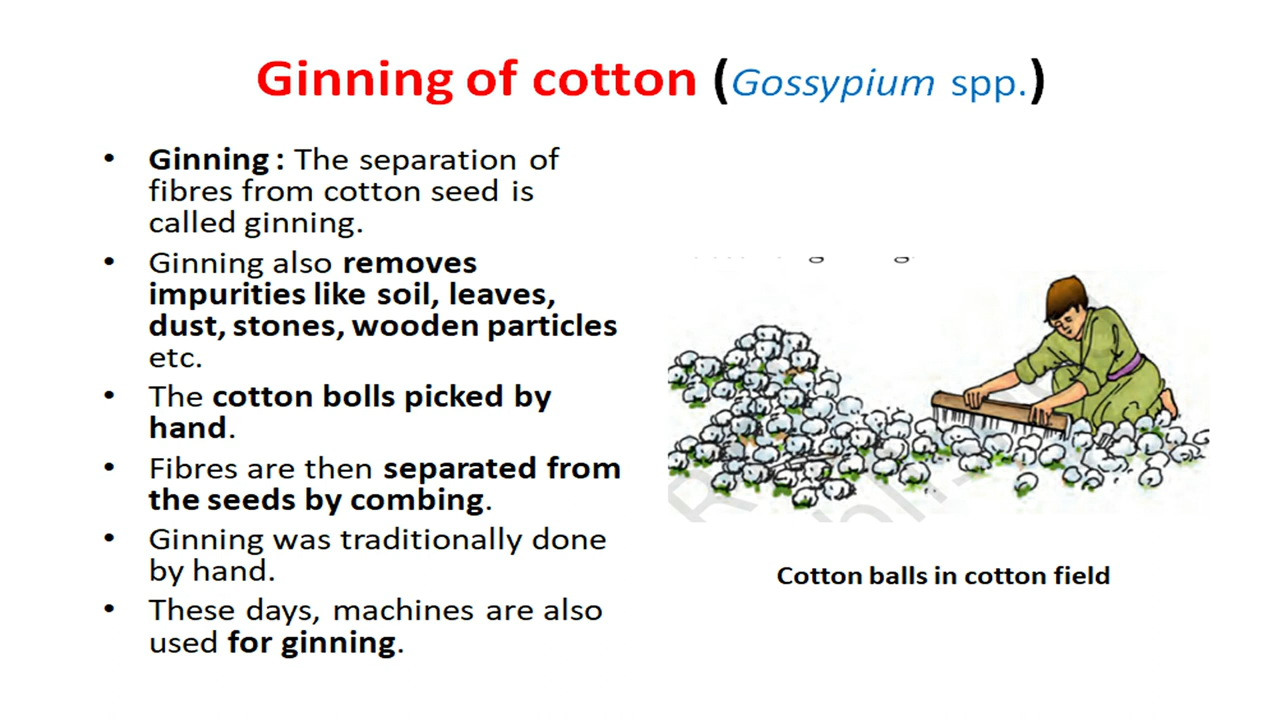 Ginning of cotton (Gossypium spp.)
• Ginning : The separation of
fibres from cotton seed is
called ginning.
• Ginning also removes
impurities like soil, leaves,
dust, stones, wooden particles
etc.
• The cotton bolls picked by
hand.
• Fibres are then separated from
the seeds by combing.
• Ginning was traditionally done
by hand.
• These days, machines are also
used for ginning.
Cotton balls in cotton field